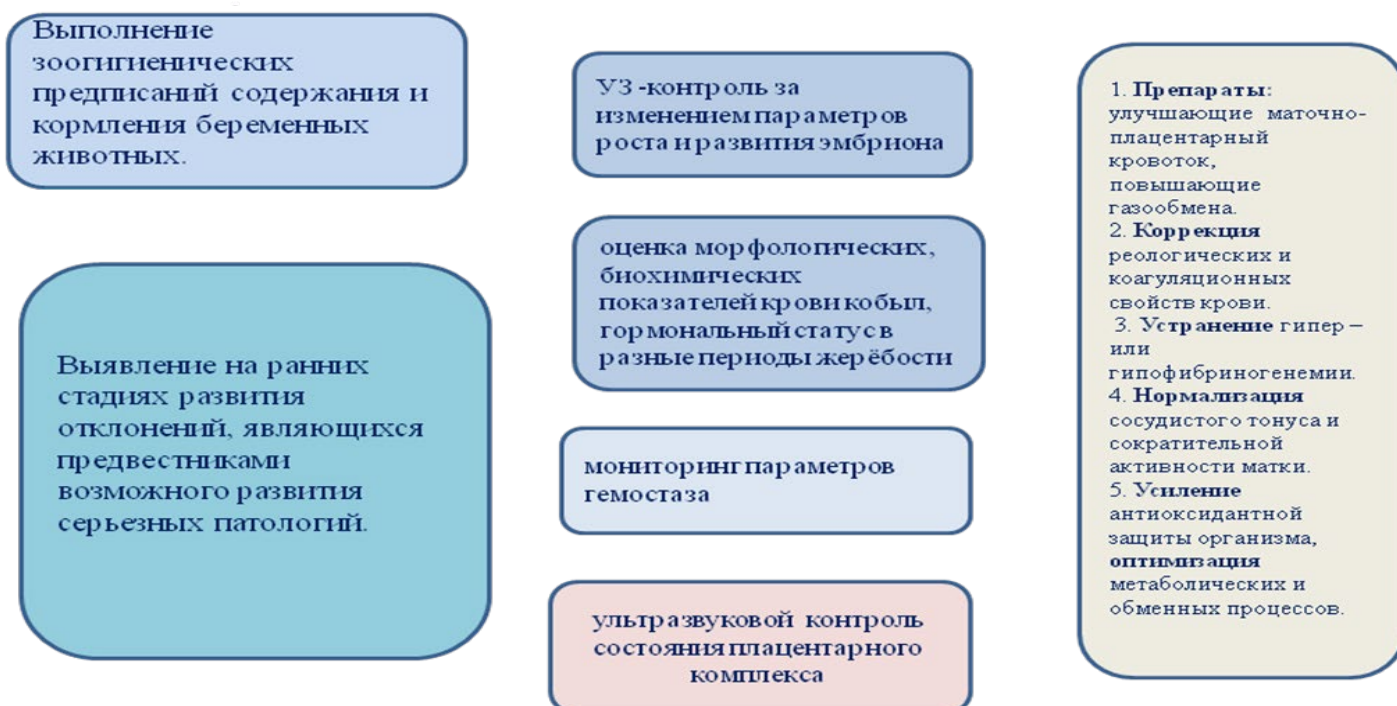 Выполнение
зоогигиенических
предписаний содержания и
кормления беременных
животных.
Выявление на ранних
стадиях развития
отклонений, являющихся
предвестниками
возможного развития
серьезных патологий.
УЗ -контроль за
изменением параметров
роста и развития эмбриона
оценка морфологических,
биохимических
показателей крови кобыл,
гормональный статус в
разные периоды жерёбости
мониторинг параметров
гемостаза
ультразвуковой контроль
состояния плацентарного
комплекса
1. Препараты:
улучшающие маточно-
плацентарный
кровоток,
повышающие
газообмена.
2. Коррекция
реологических и
коагуляционных
свойств крови.
3. Устранение гипер –
или
гипофибриногенемии.
4. Нормализация
сосудистого тонуса и
сократительной
активности матки.
5. Усиление
антиоксидантной
защиты организма,
оптимизация
метаболических и
обменных процессов.